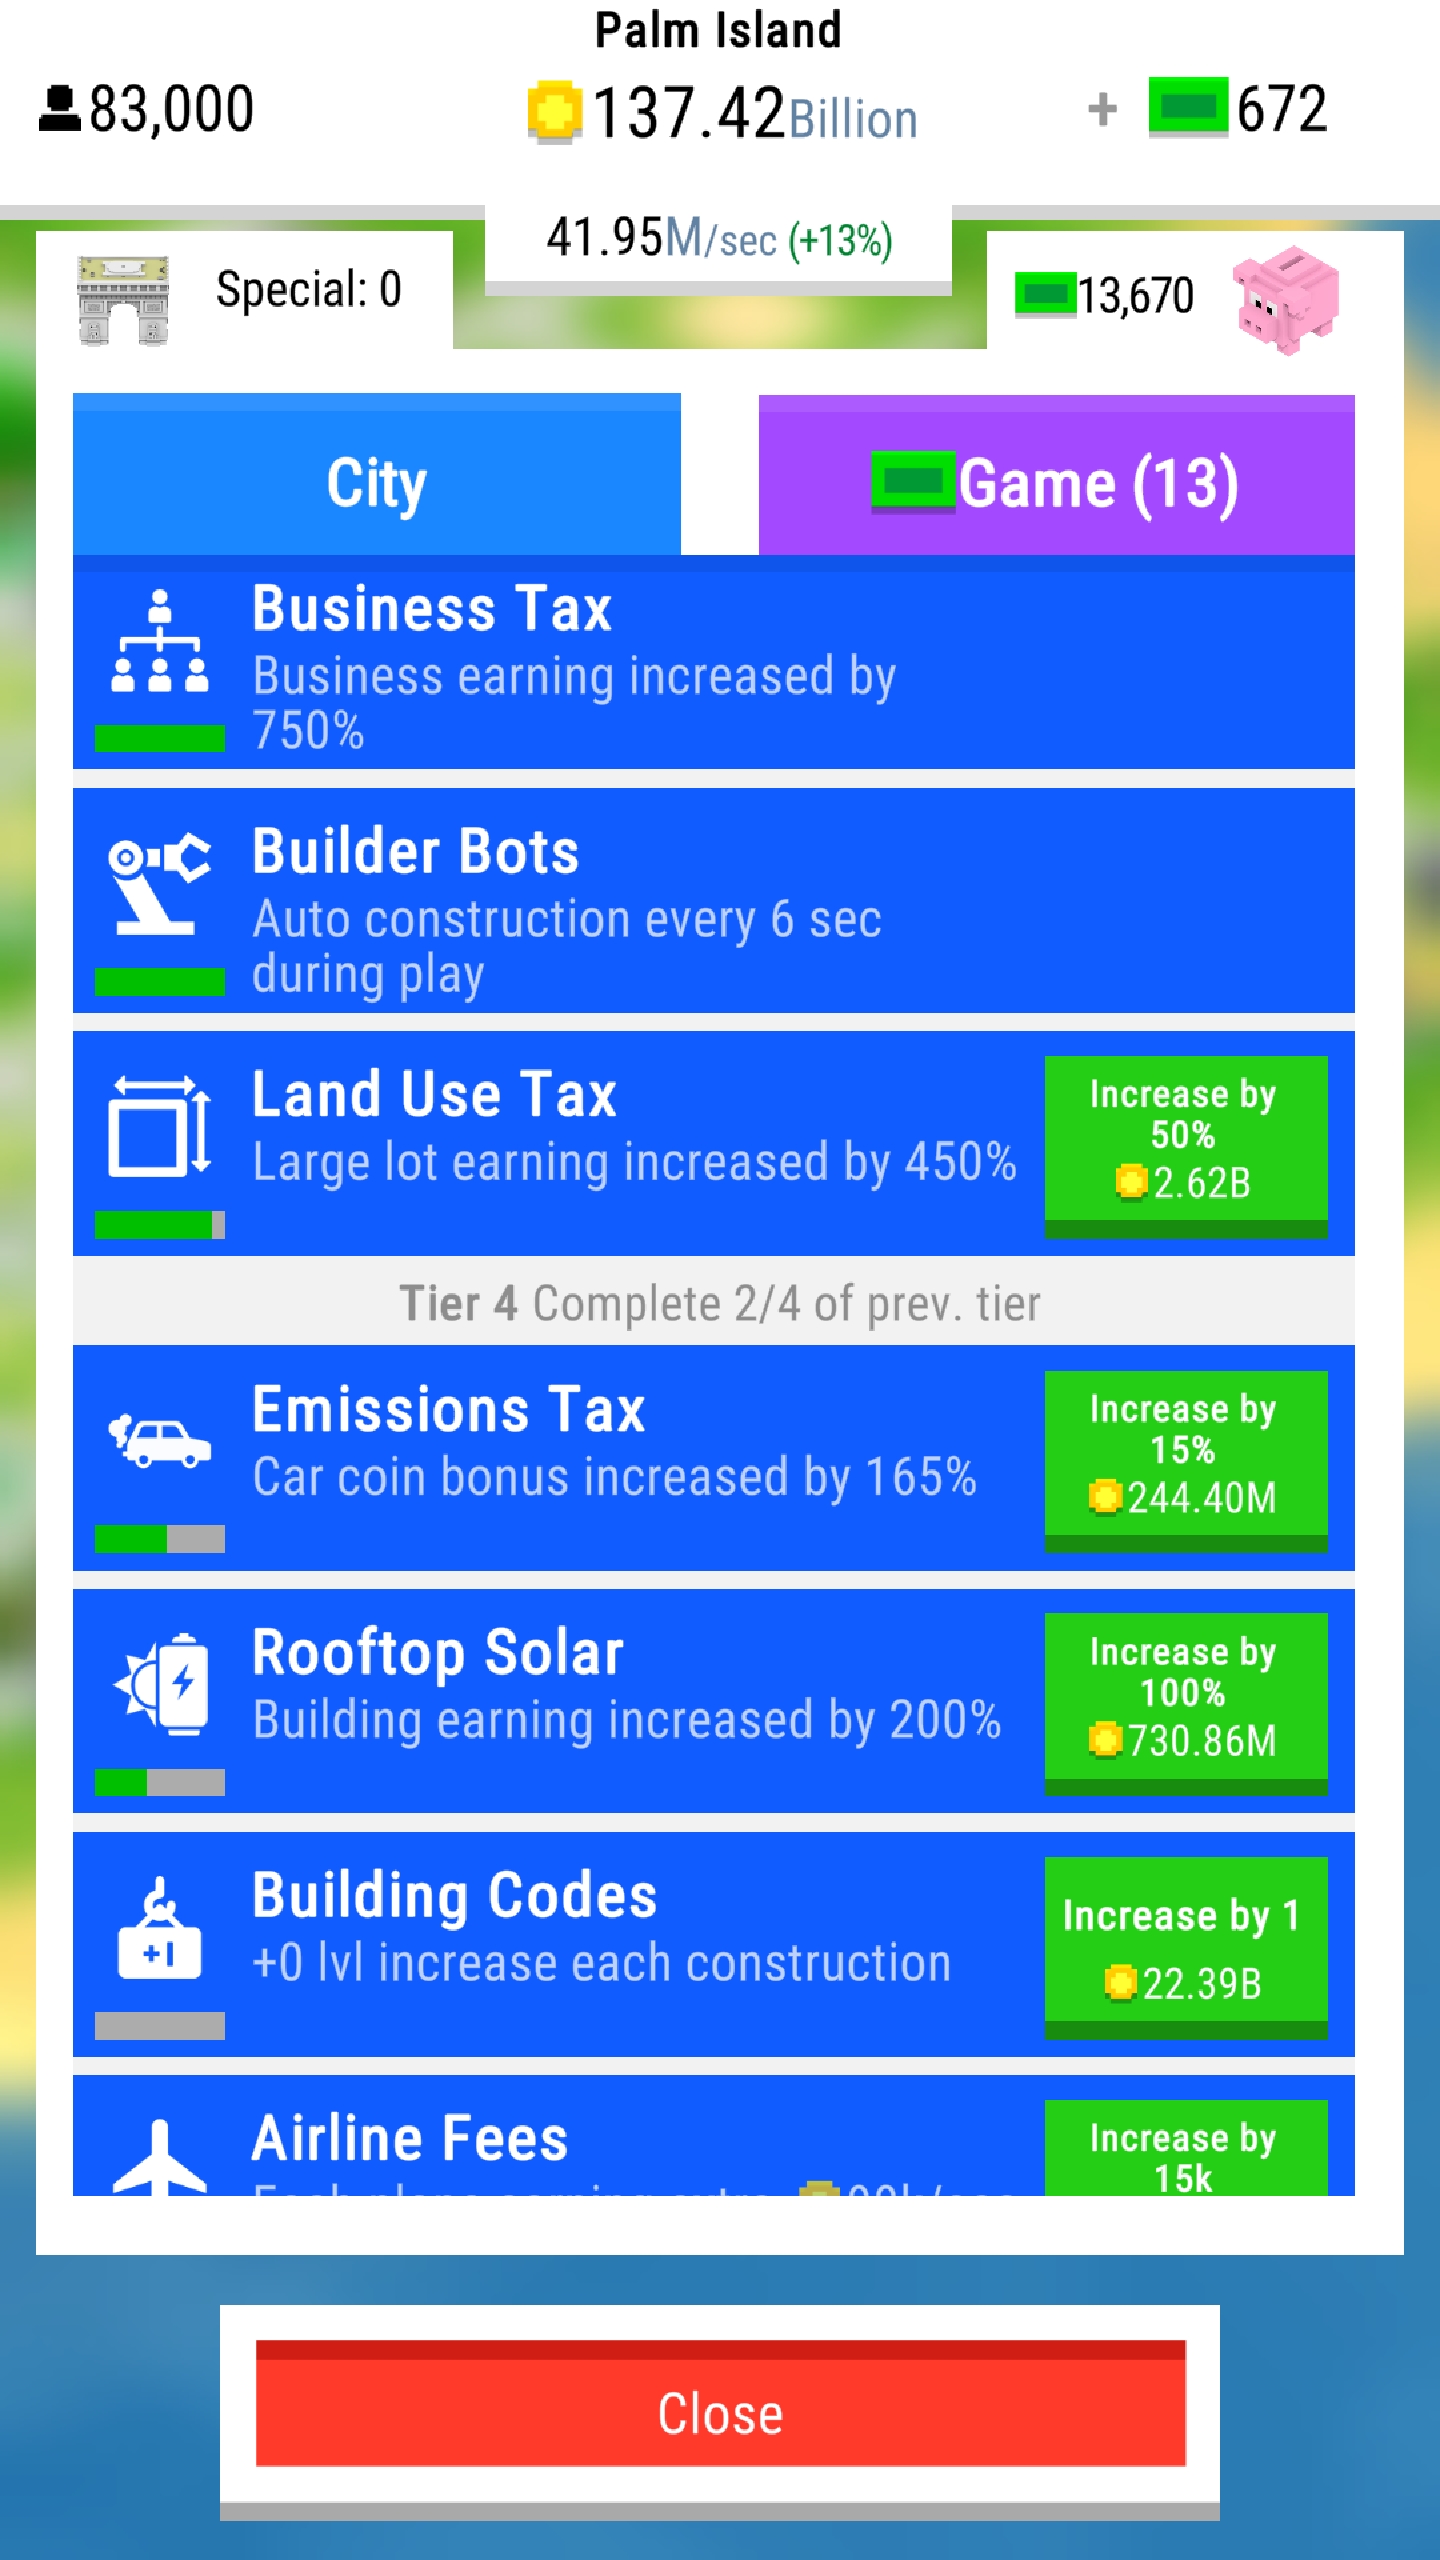 Palm Island
83,000
137.42Billion
+ 672
41.95M/sec (+13%)
Special: 0
13,670
City
Game (13)
Business Tax
Business earning increased by
750%
Builder Bots
Auto construction every 6 sec
during play
Land Use Tax
Large lot earning increased by 450%
Increase by
50%
2.62B
Tier 4 Complete 2/4 of prev. tier
Emissions Tax
Car coin bonus increased by 165%
Increase by
15%
244.40M
Rooftop Solar
Building earning increased by 200%
Increase by
100%
730.86M
+1
Building Codes
+0 lvl increase each construction
Increase by 1
22.39B
Airline Fees
Increase by
15k
Close